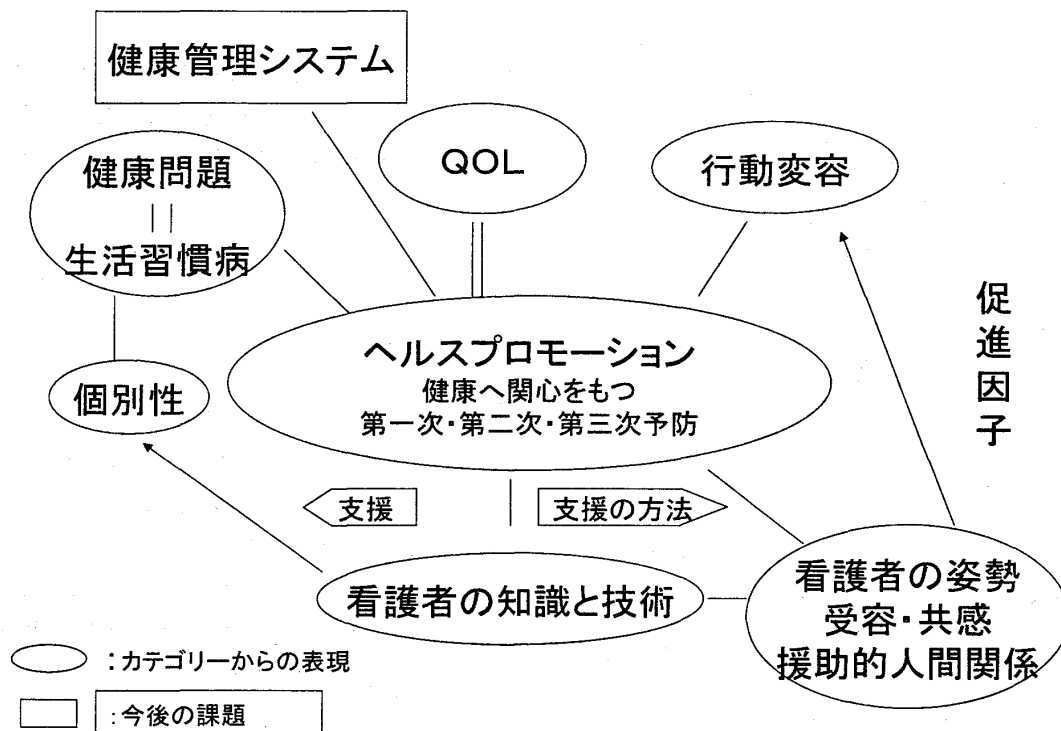 健康管理システム
QOL
行動変容
健康問題
||
生活習慣病
促進因子
ヘルスプロモーション
健康へ関心をもつ
第一次・第二次・第三次予防
個別性
支援
支援の方法
看護者の知識と技術
看護者の姿勢
受容・共感
援助的人間関係
:カテゴリーからの表現
:今後の課題